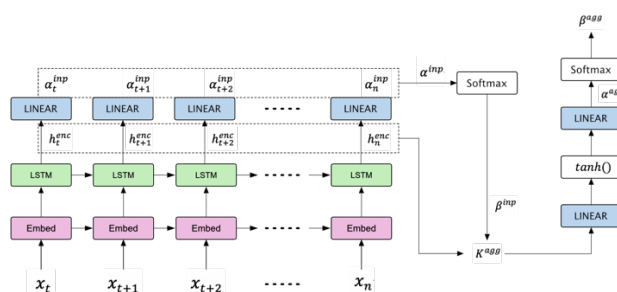 β^{agg}
α_t^{inp} α_{t+1}^{inp} α_{t+2}^{inp} α_n^{inp} α^{inp} Softmax Softmax
LINEAR LINEAR LINEAR LINEAR LINEAR
h_t^{enc} h_{t+1}^{enc} h_{t+2}^{enc} h_n^{enc}
LSTM LSTM LSTM LSTM tanh()
β^{inp} LINEAR
Embed Embed Embed Embed
K^{agg}
x_t x_{t+1} x_{t+2} x_n